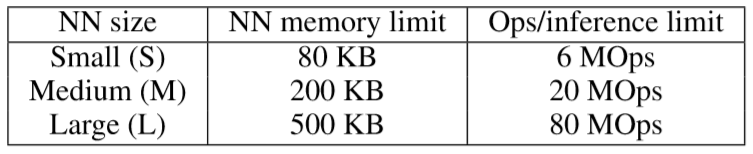 NN size NN memory limit Ops/inference limit
Small (S) 80 KB 6 MOps
Medium (M) 200 KB 20 MOps
Large (L) 500 KB 80 MOps